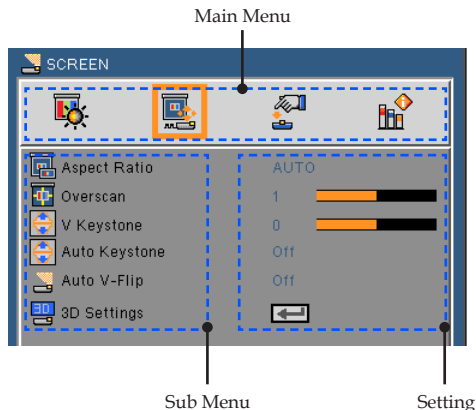 Main Menu
SCREEN
Aspect Ratio AUTO
Overscan 1
V Keystone 0
Auto Keystone Off
Auto V-Flip Off
3D 3D Settings
Sub Menu Setting